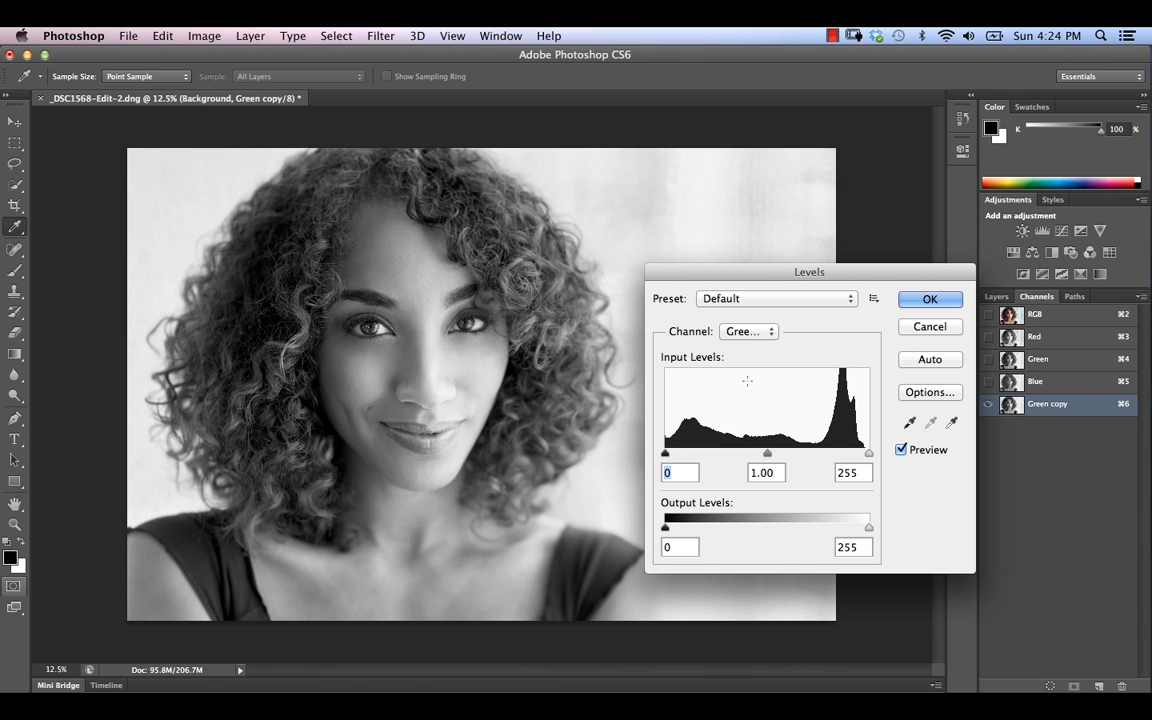 Photoshop File Edit Image Layer Type Select Filter 3D View Window Help Sun 4:24 PM
Adobe Photoshop CS6
Sample Size: Point Sample Sample: All Layers Show Sampling Ring Essentials
_DSC1568-Edit-2.dng @ 12.5% (Background, Green copy/8) *
Color Swatches
K 100 %
Adjustments Styles
Add an adjustment
Levels
Preset: Default OK
Channel: Gree... Cancel
Input Levels: Auto
Options...
Preview
0 1.00 255
Output Levels:
0 255
Layers Channels Paths
RGB ⌘2
Red ⌘3
Green ⌘4
Blue ⌘5
Green copy ⌘6
12.5% Doc: 95.8M/206.7M
Mini Bridge Timeline